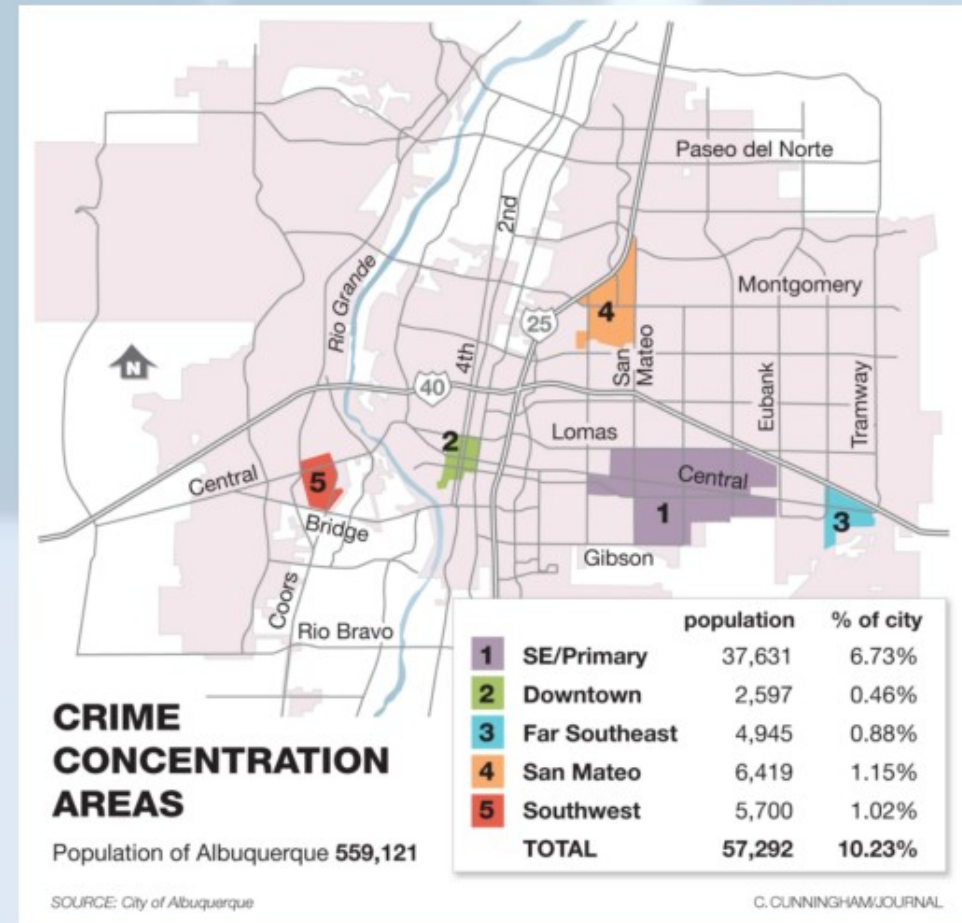 Paseo del Norte
2nd
Rio Grande
Montgomery
4
25
N
San
Mateo
4th
40
Eubank
Tramway
2
Lomas
Central
5
Central
1
3
Bridge
Gibson
Coors
Rio Bravo
population % of city
1 SE/Primary 37,631 6.73%
2 Downtown 2,597 0.46%
3 Far Southeast 4,945 0.88%
4 San Mateo 6,419 1.15%
5 Southwest 5,700 1.02%
TOTAL 57,292 10.23%
CRIME
CONCENTRATION
AREAS
Population of Albuquerque 559,121
SOURCE: City of Albuquerque
C. CUNNINGHAM/JOURNAL